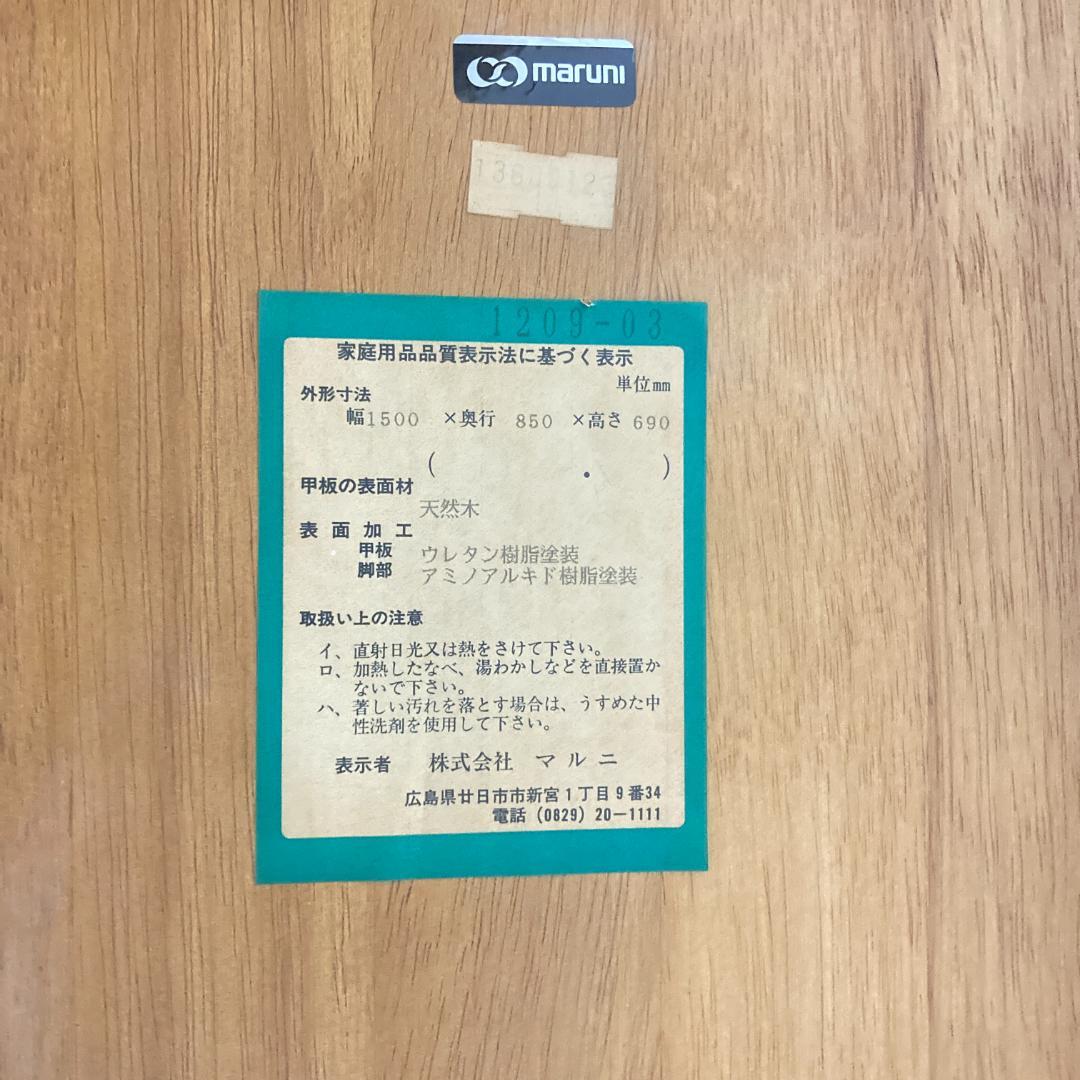 maruni
1209-03
家庭用品品質表示法に基づく表示
単位mm
外形寸法
幅1500 ×奥行 850 ×高さ 690
( . )
甲板の表面材
天然木
表面加工
甲板 ウレタン樹脂塗装
脚部 アミノアルキド樹脂塗装
取扱い上の注意
イ、直射日光又は熱をさけて下さい。
ロ、加熱したなべ、湯わかしなどを直接置か
ないで下さい。
ハ、著しい汚れを落とす場合は、うすめた中
性洗剤を使用して下さい。
表示者 株式会社 マルニ
広島県廿日市市新宮1丁目9番34
電話 (0829) 20-1111